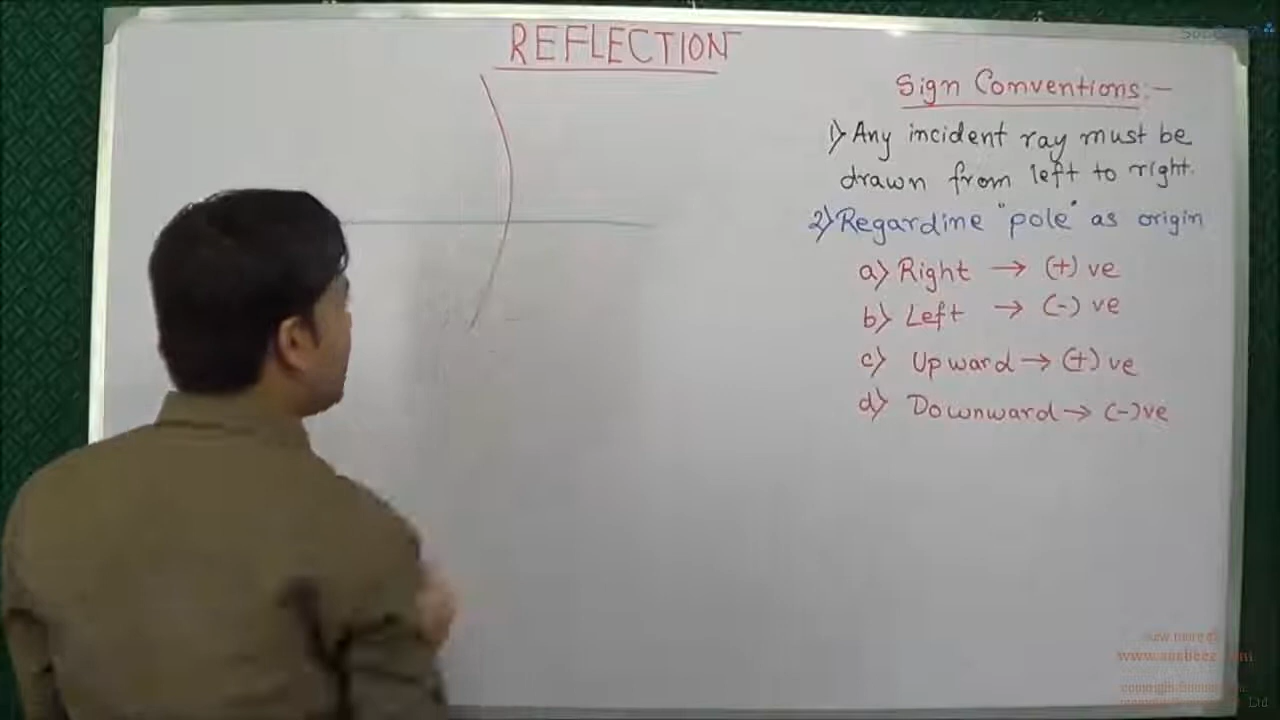 REFLECTION
Sign Conventions:-
1) Any incident ray must be
drawn from left to right.
2) Regardine "pole" as origin
a) Right → (+) ve
b) Left → (-) ve
c) Upward → (+) ve
d) Downward → (-) ve
Ltd